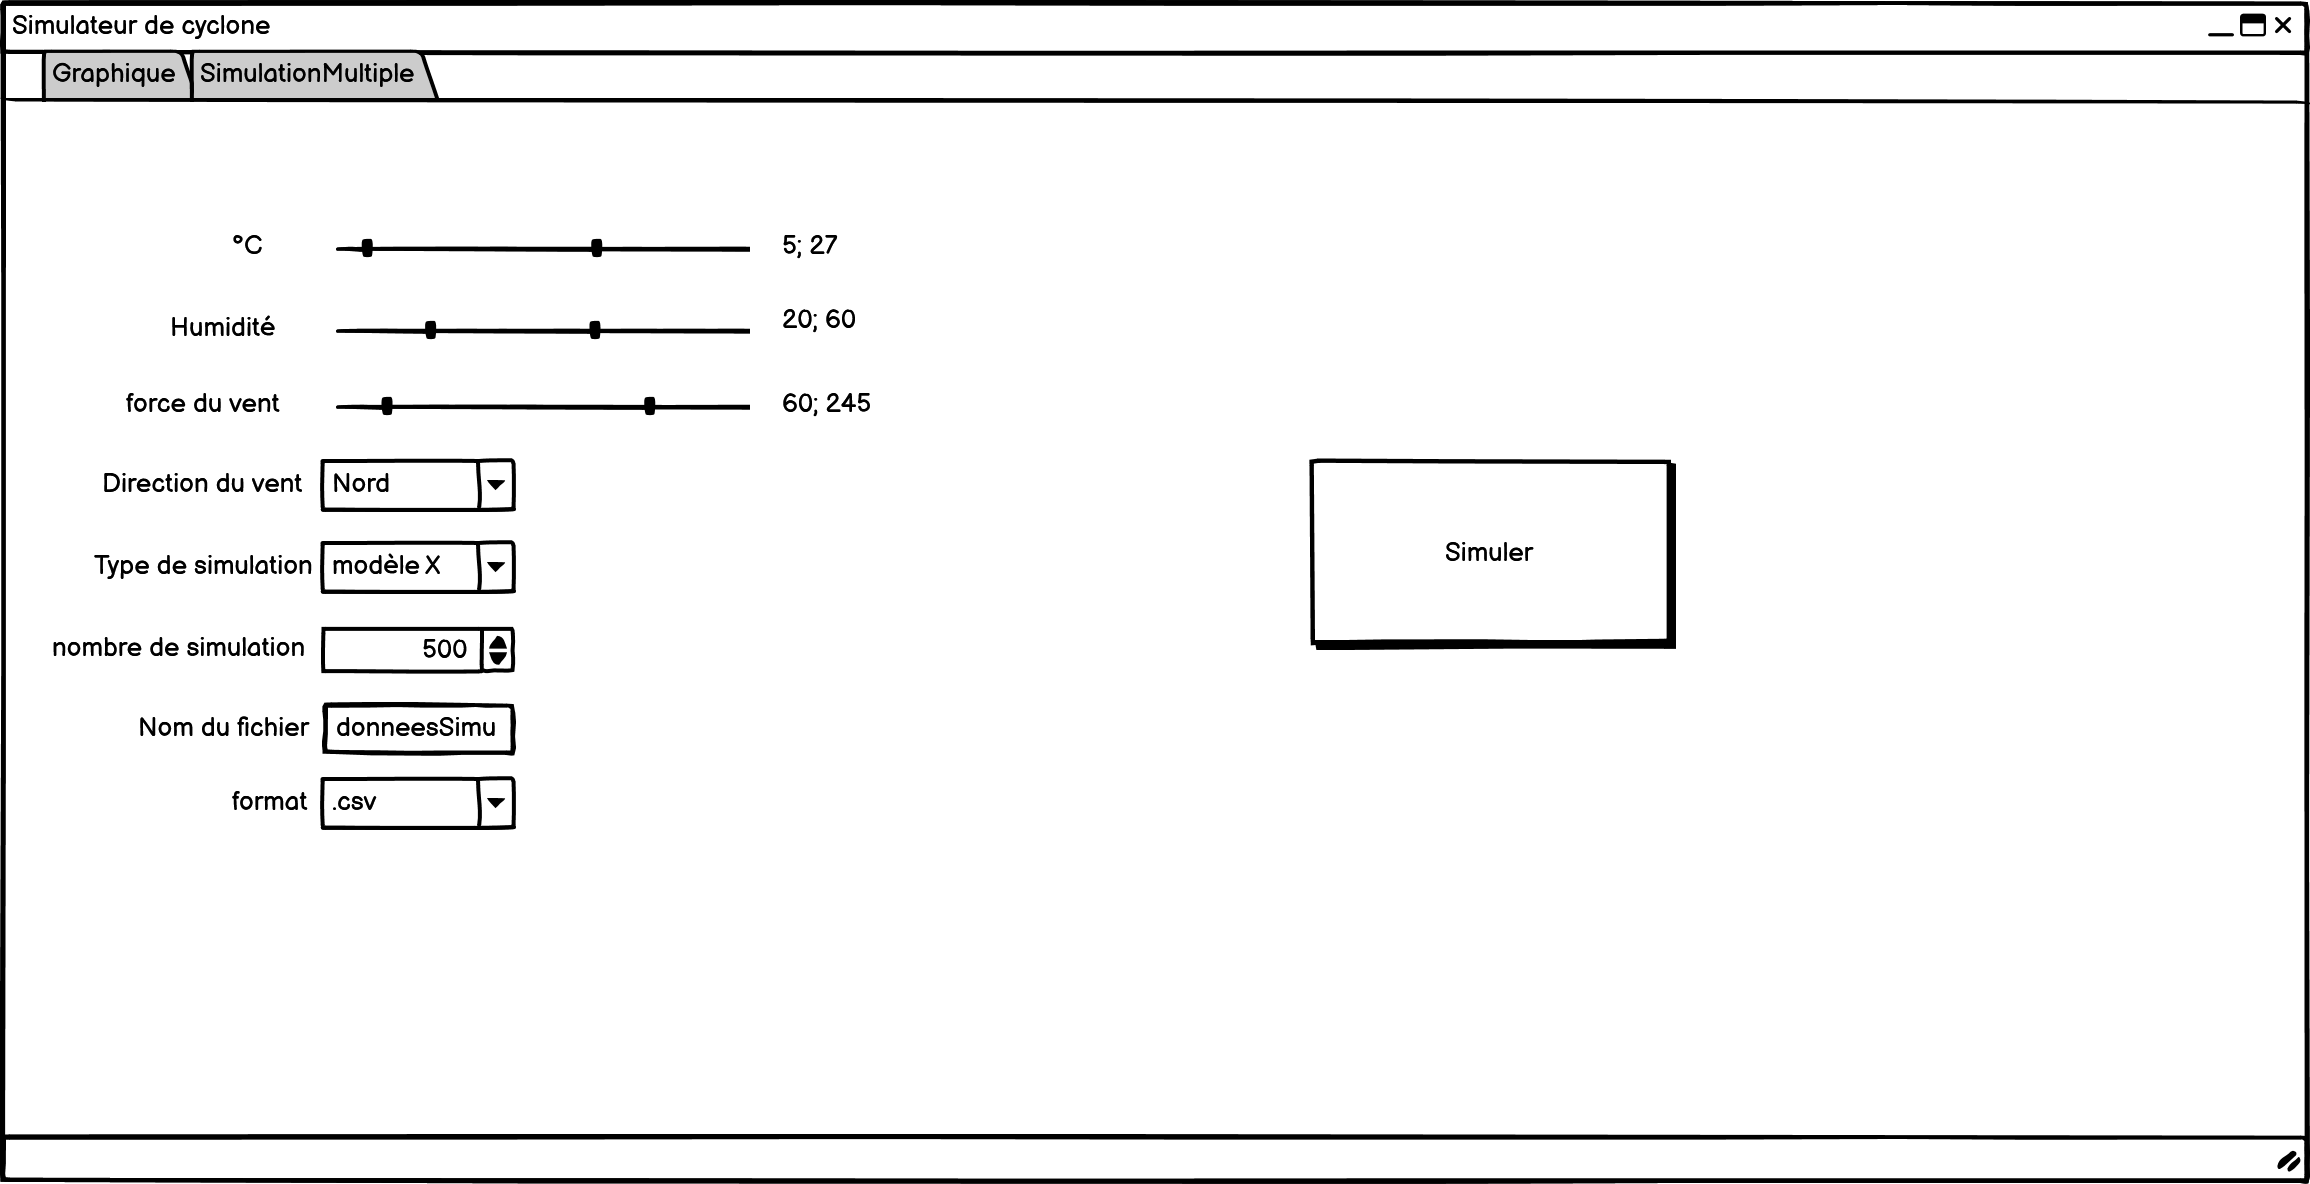 Simulateur de cyclone
Graphique SimulationMultiple
°C 5; 27
Humidité 20; 60
force du vent 60; 245
Direction du vent Nord
Type de simulation modèle X
nombre de simulation 500
Nom du fichier donneesSimu
format .csv
Simuler